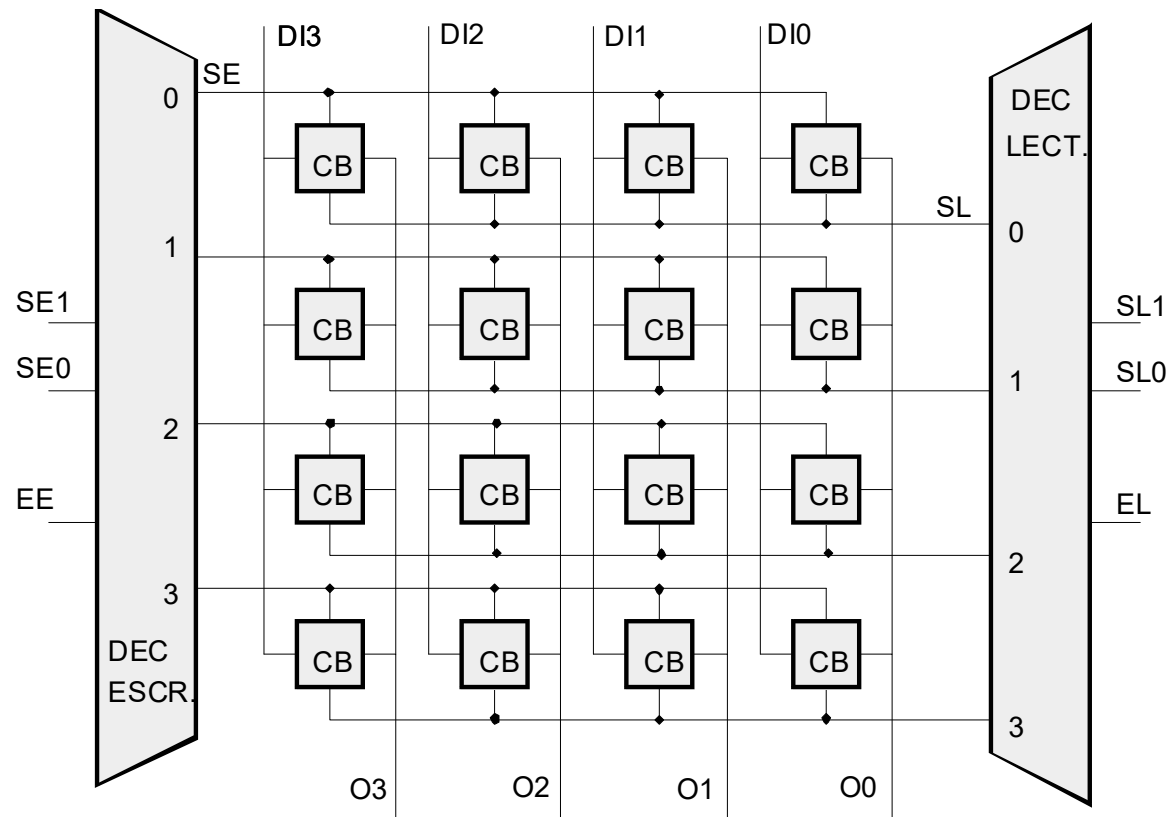 DI3
DI2
DI1
DI0
SE
0
DEC
LECT.
CB
CB
CB
CB
SL
0
1
SE1
CB
CB
CB
CB
SL1
SE0
1
SL0
2
EE
CB
CB
CB
CB
EL
2
3
DEC
ESCR.
CB
CB
CB
CB
3
O3
O2
O1
O0